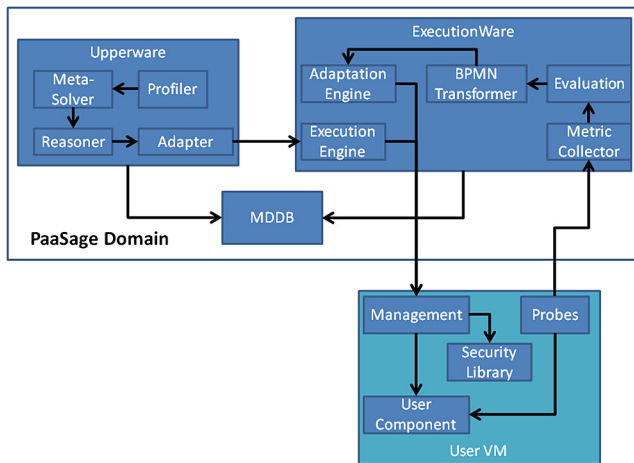 ExecutionWare
Upperware
Meta-
Solver
Profiler
Reasoner
Adapter
Adaptation
Engine
BPMN
Transformer
Evaluation
Execution
Engine
Metric
Collector
MDDB
PaaSage Domain
Management
Probes
Security
Library
User
Component
User VM